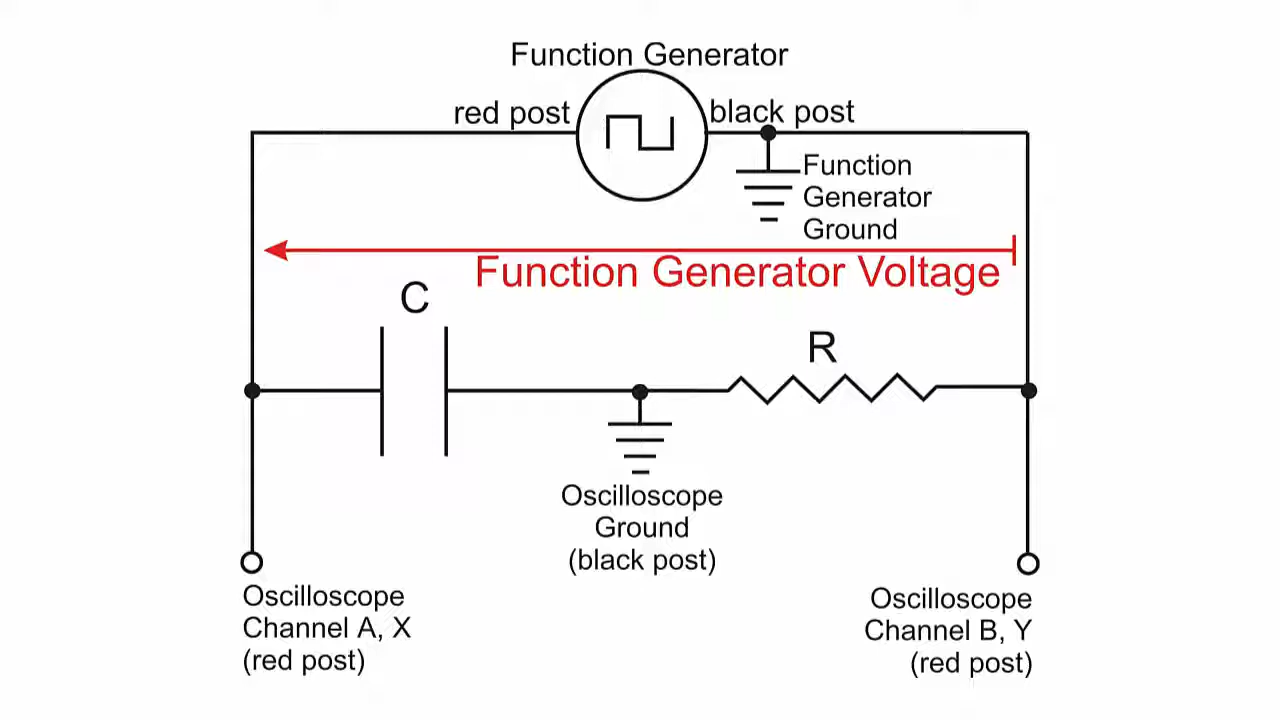 Function Generator
red post
black post
Function
Generator
Ground
Function Generator Voltage
C
R
Oscilloscope
Ground
(black post)
Oscilloscope
Channel A, X
(red post)
Oscilloscope
Channel B, Y
(red post)